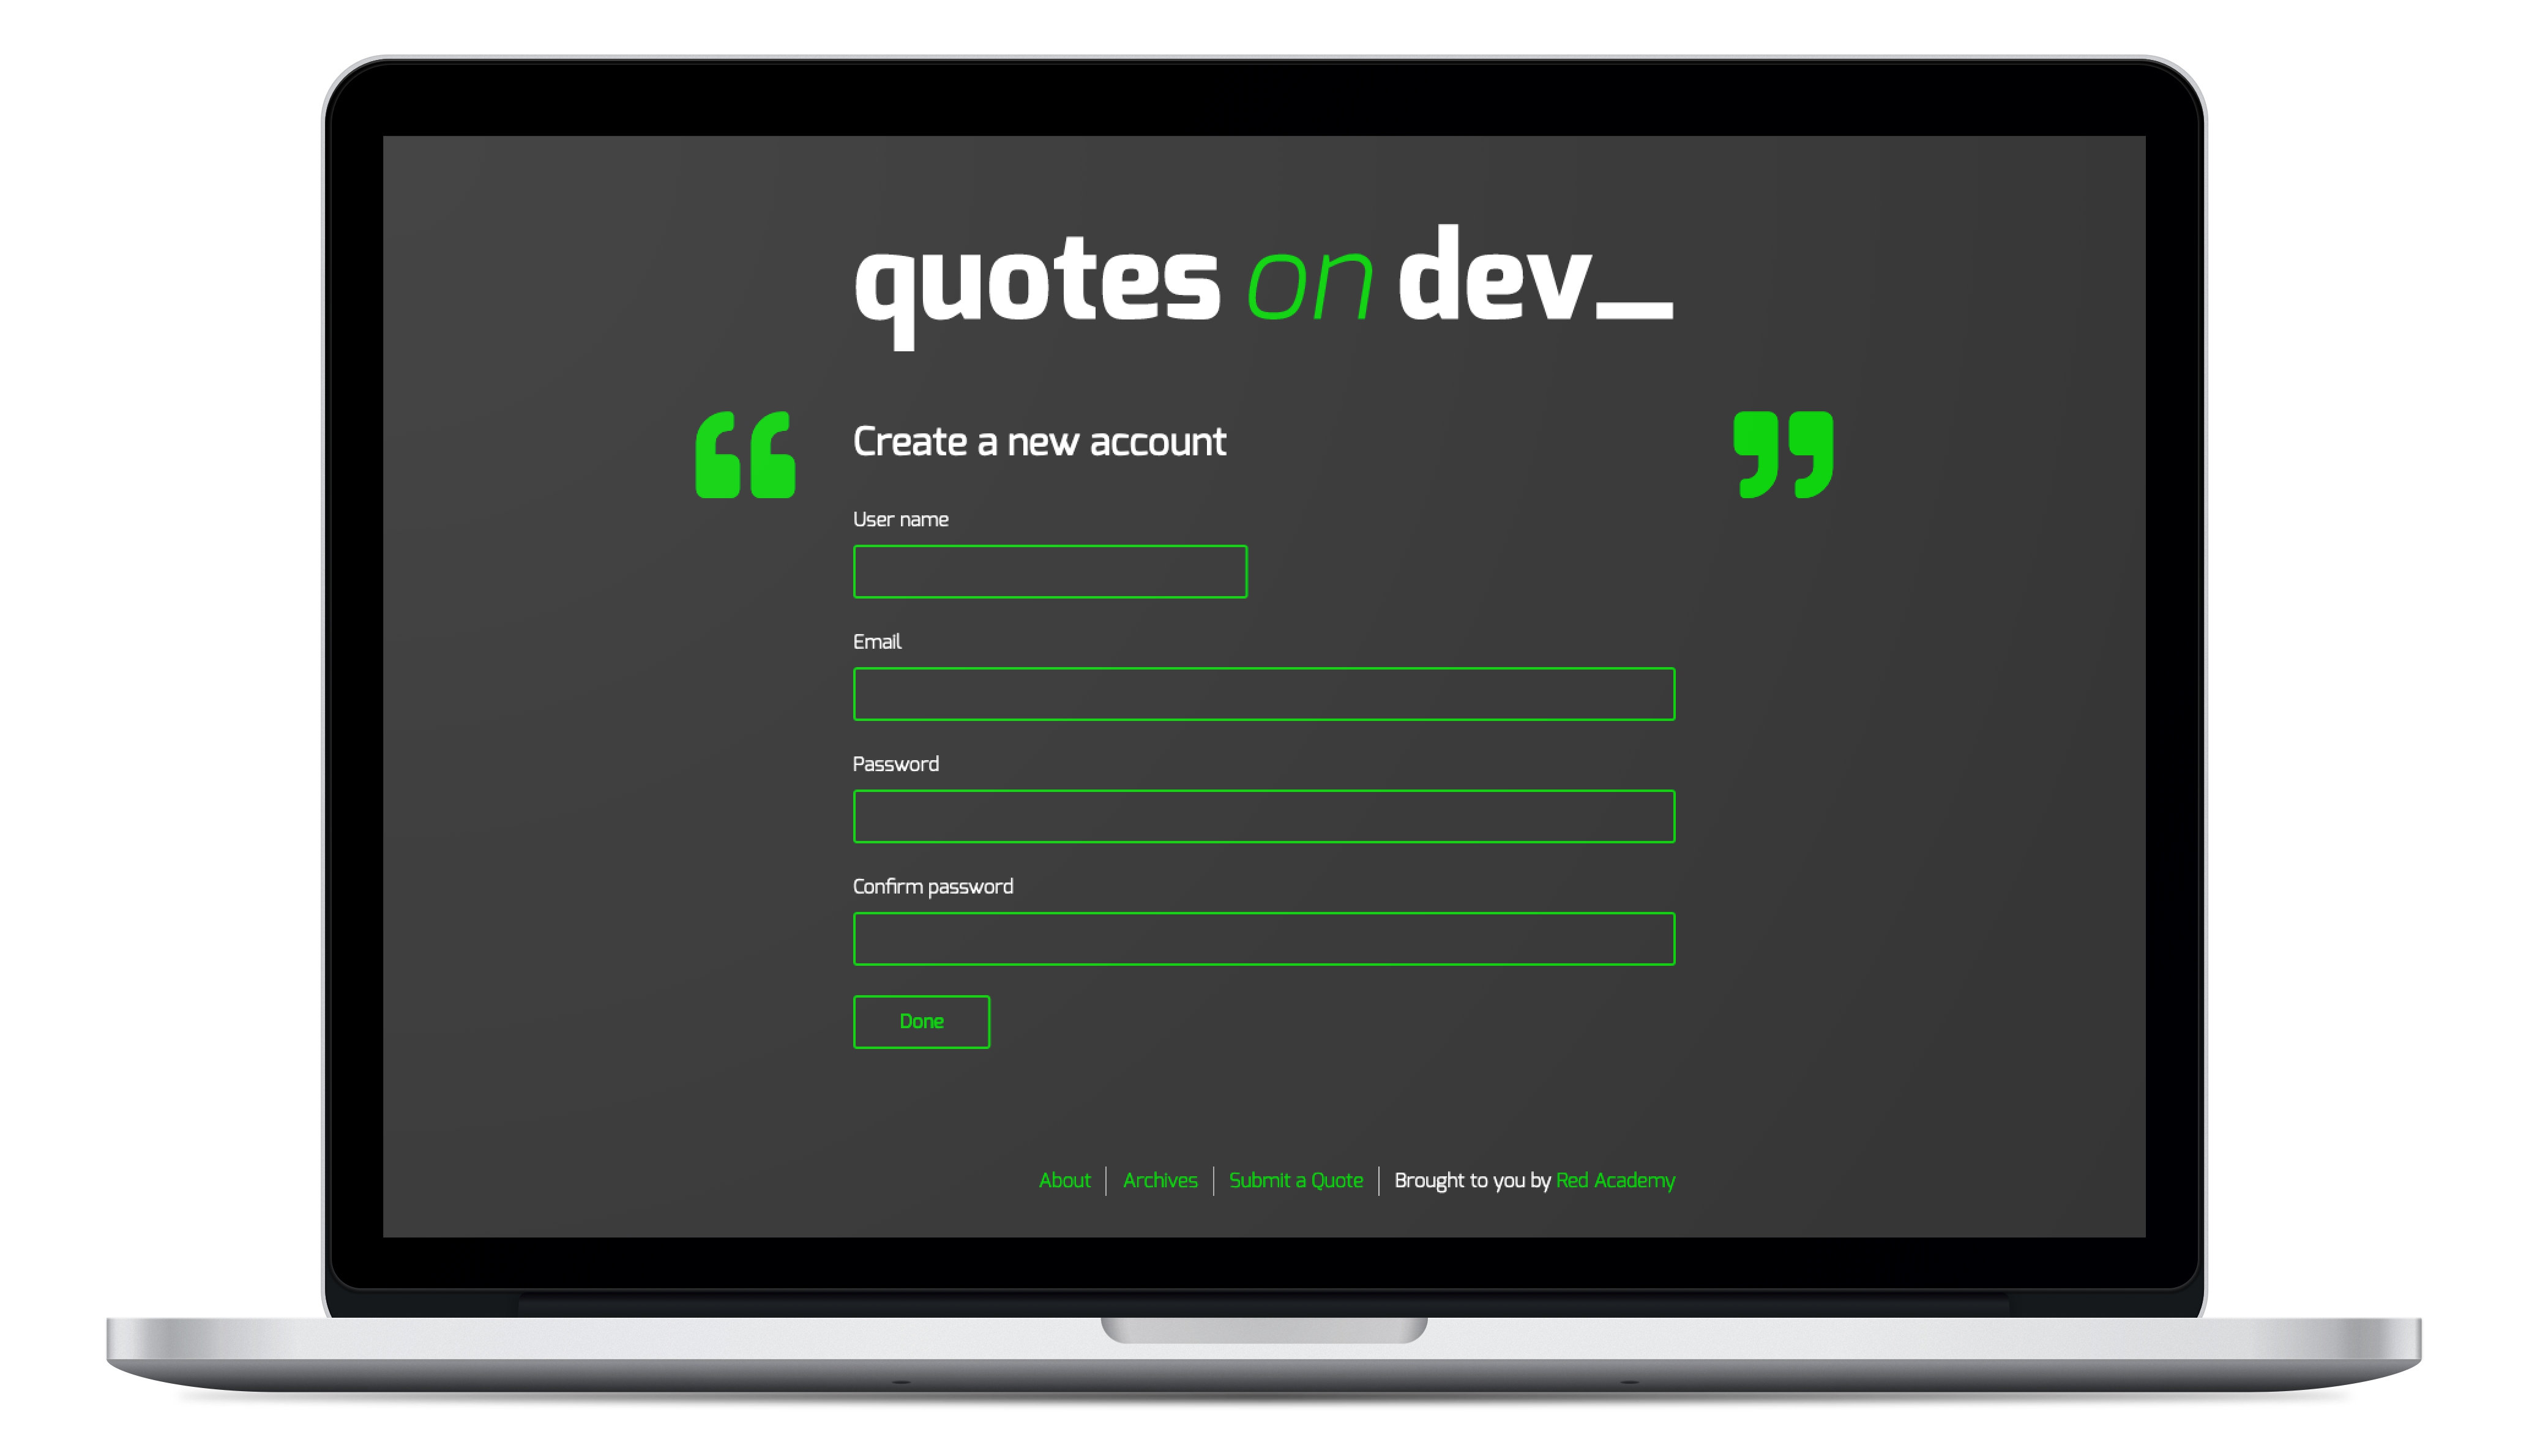 quotes on dev_
“ ”
Create a new account
User name
Email
Password
Confirm password
Done
About | Archives | Submit a Quote | Brought to you by Red Academy